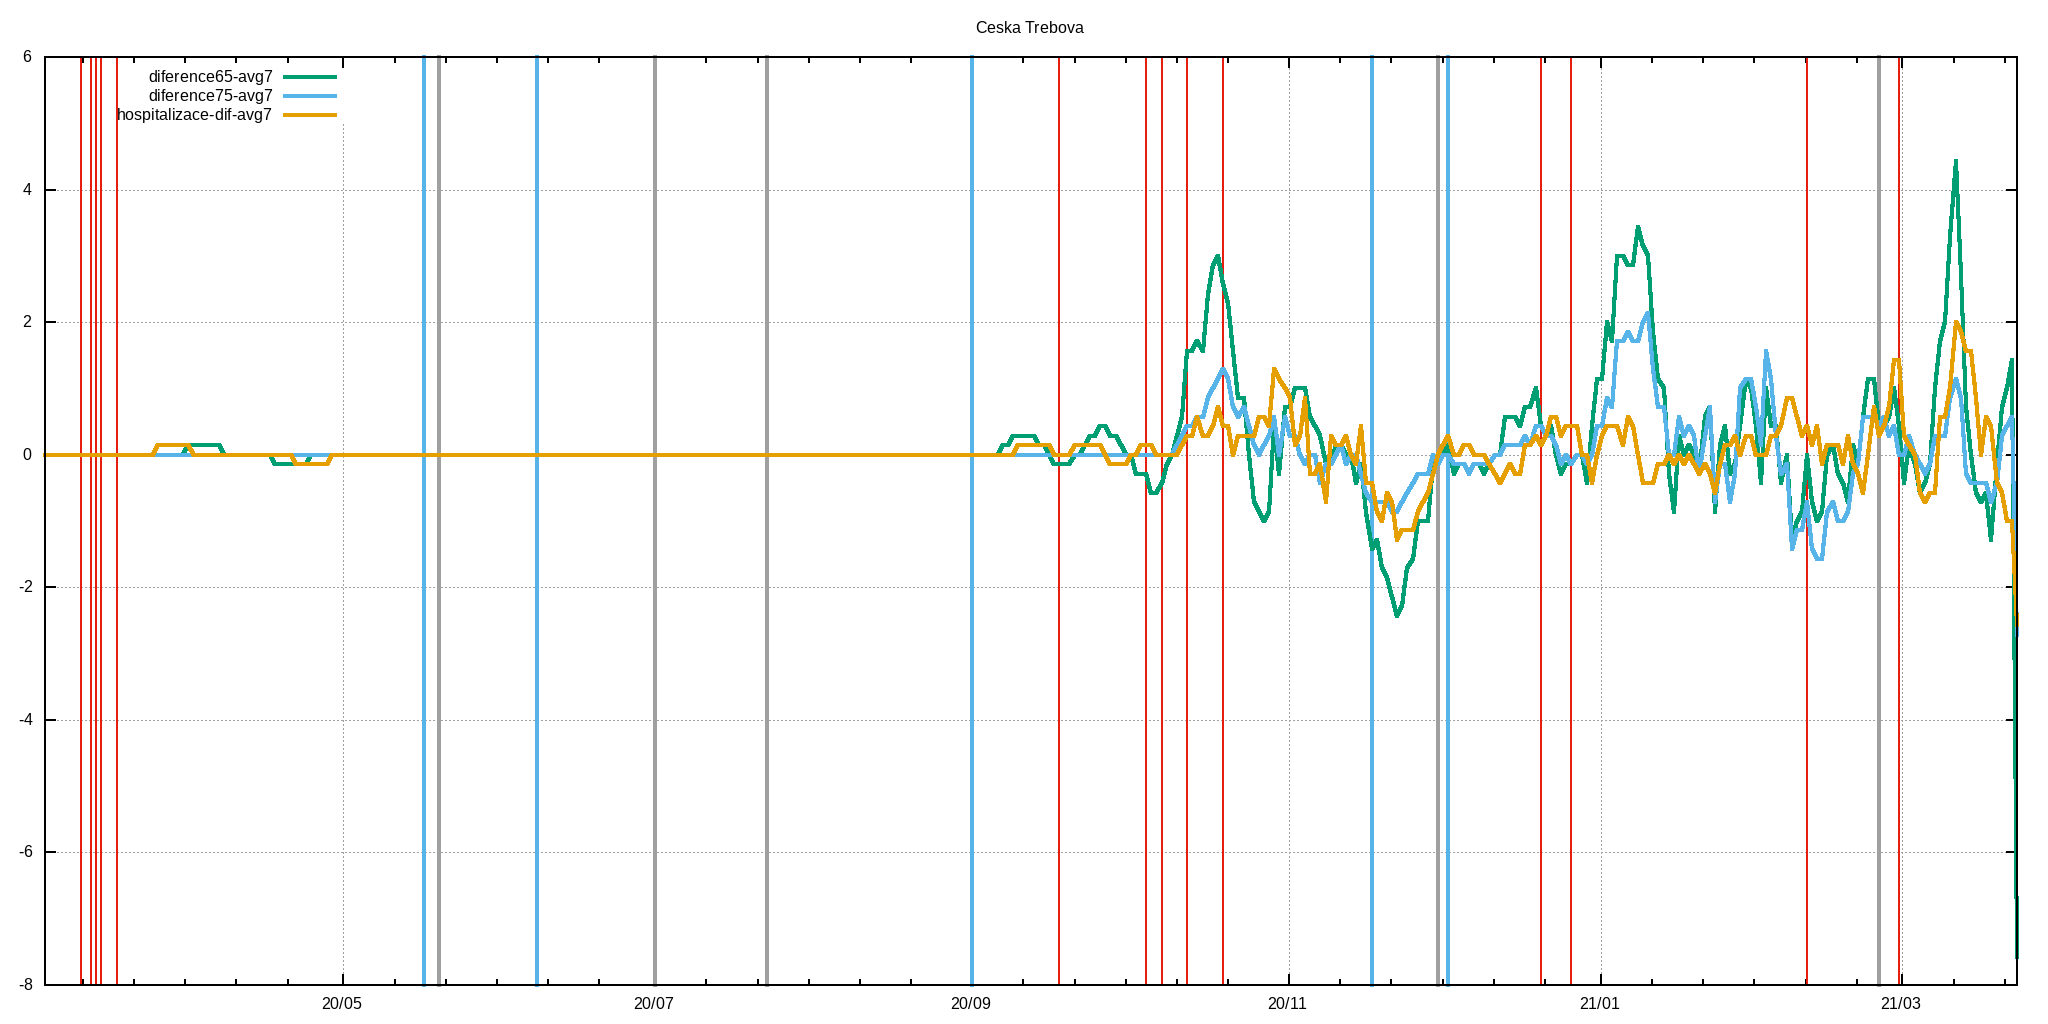 Ceska Trebova
6
diference65-avg7
diference75-avg7
hospitalizace-dif-avg7
4
2
0
-2
-4
-6
-8
20/05 20/07 20/09 20/11 21/01 21/03